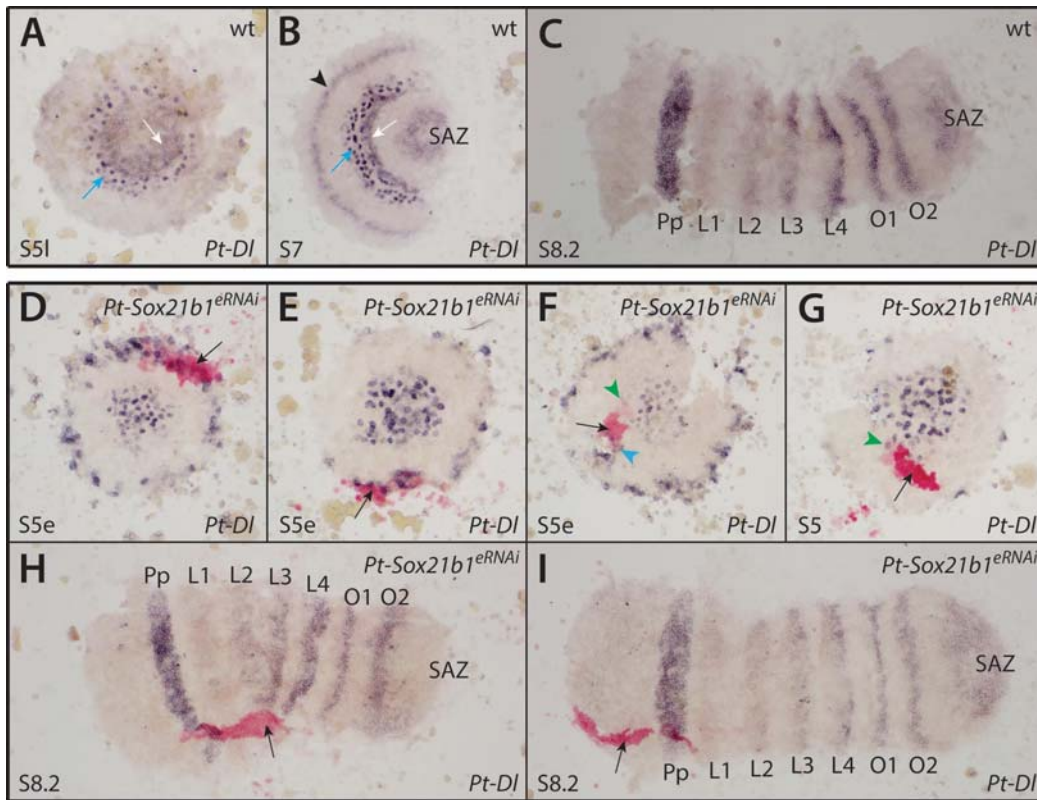 A wt
S5l Pt-Dl
B wt
SAZ
S7 Pt-Dl
C wt
SAZ
Pp L1 L2 L3 L4 O1 O2
S8.2 Pt-Dl
D Pt-Sox21b1eRNAi
S5e Pt-Dl
E Pt-Sox21b1eRNAi
S5e Pt-Dl
F Pt-Sox21b1eRNAi
S5e Pt-Dl
G Pt-Sox21b1eRNAi
S5 Pt-Dl
H Pt-Sox21b1eRNAi
Pp L1 L2 L3 L4 O1 O2
SAZ
S8.2
I Pt-Sox21b1eRNAi
SAZ
Pp L1 L2 L3 L4 O1 O2
S8.2 Pt-Dl